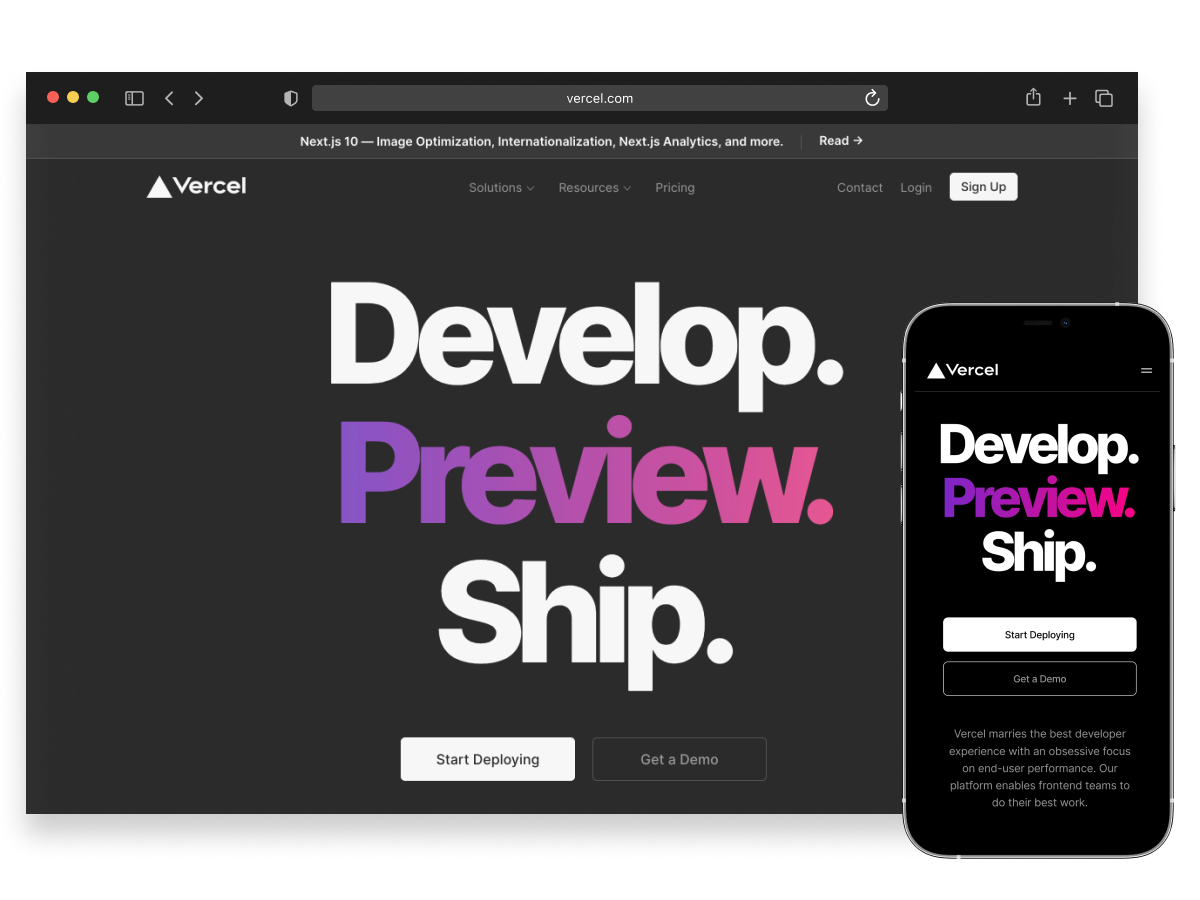 vercel.com
Next.js 10 — Image Optimization, Internationalization, Next.js Analytics, and more. Read →
Vercel
Solutions Resources Pricing Contact Login Sign Up
Develop.
Preview.
Ship.
Start Deploying Get a Demo
Vercel
Develop.
Preview.
Ship.
Start Deploying
Get a Demo
Vercel marries the best developer
experience with an obsessive focus
on end-user performance. Our
platform enables frontend teams to
do their best work.